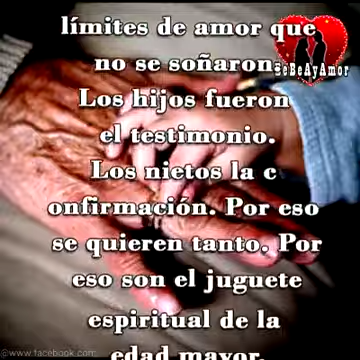 límites de amor que
no se soñaron.
BeBeAyAmor
Los hijos fueron
el testimonio.
Los nietos la c
onfirmación. Por eso
se quieren tanto. Por
eso son el juguete
espiritual de la
edad mayor.
@www.facebook.com